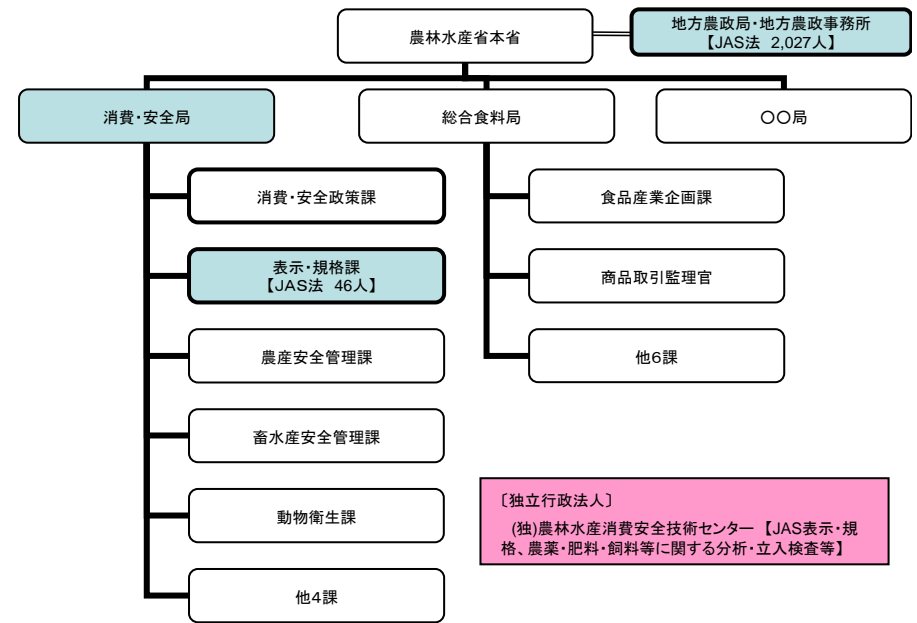 農林水産省本省
地方農政局・地方農政事務所
【JAS法 2,027人】
消費・安全局
総合食料局
〇〇局
消費・安全政策課
食品産業企画課
表示・規格課
【JAS法 46人】
商品取引監理官
農産安全管理課
他6課
畜水産安全管理課
動物衛生課
他4課
〔独立行政法人〕
(独)農林水産消費安全技術センター 【JAS表示・規
格、農薬・肥料・飼料等に関する分析・立入検査等】